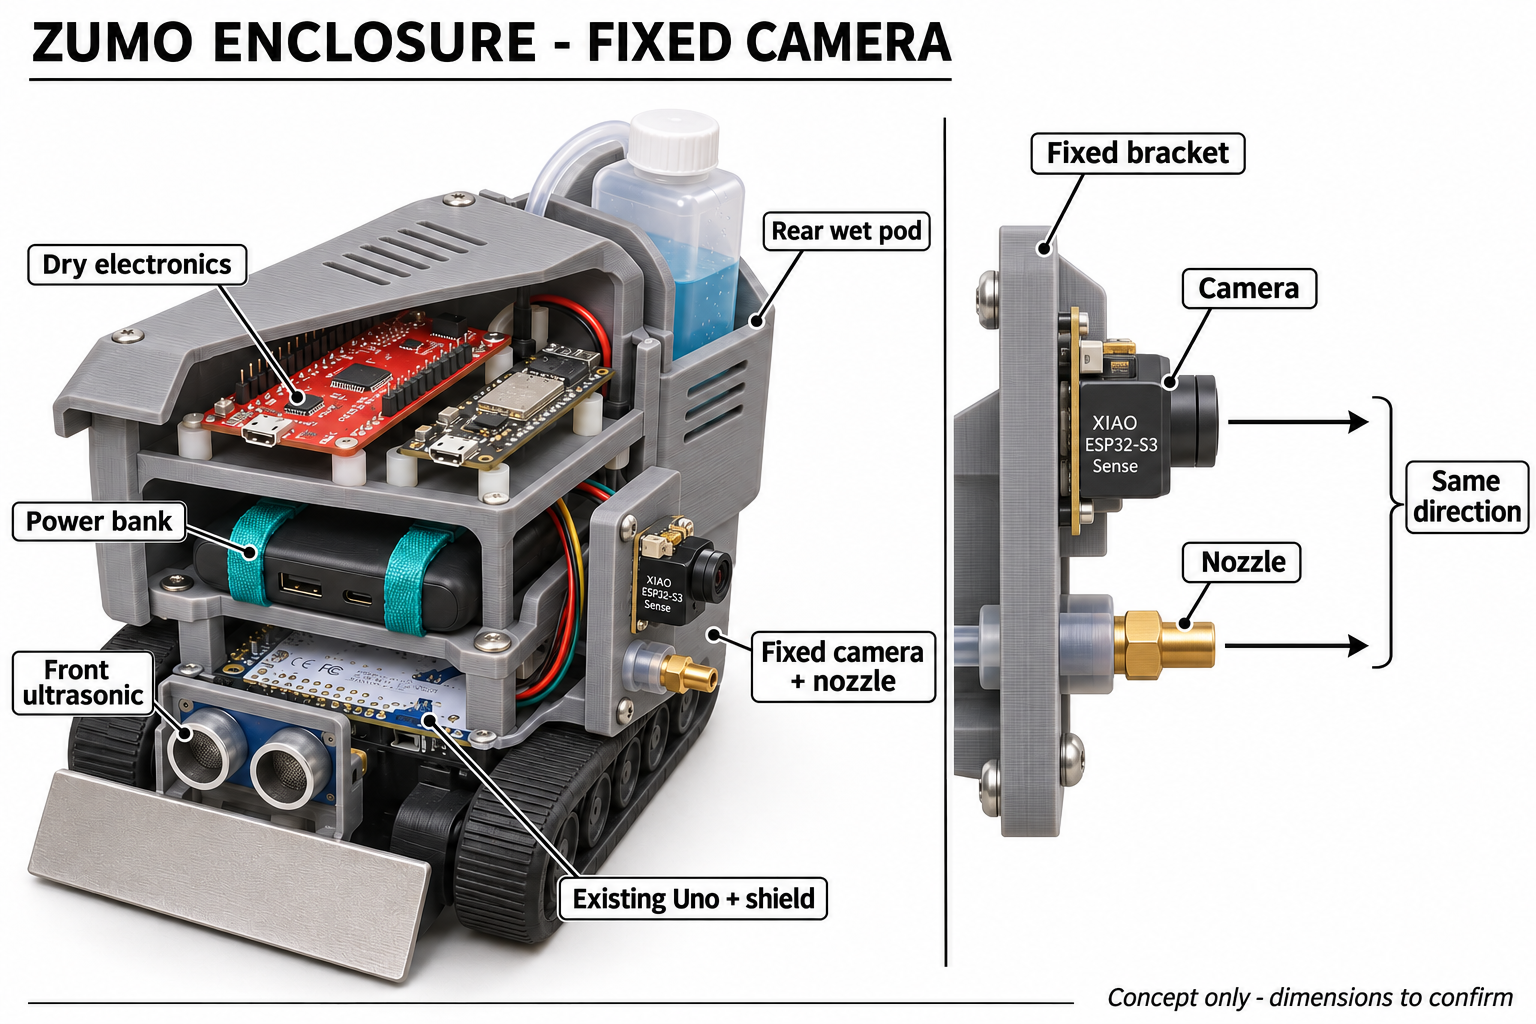 ZUMO ENCLOSURE - FIXED CAMERA
Dry electronics
Rear wet pod
Power bank
XIAO
ESP32-S3
Sense
Front
ultrasonic
Fixed camera
+ nozzle
Existing Uno + shield
Fixed bracket
Camera
XIAO
ESP32-S3
Sense
Same
direction
Nozzle
Concept only - dimensions to confirm